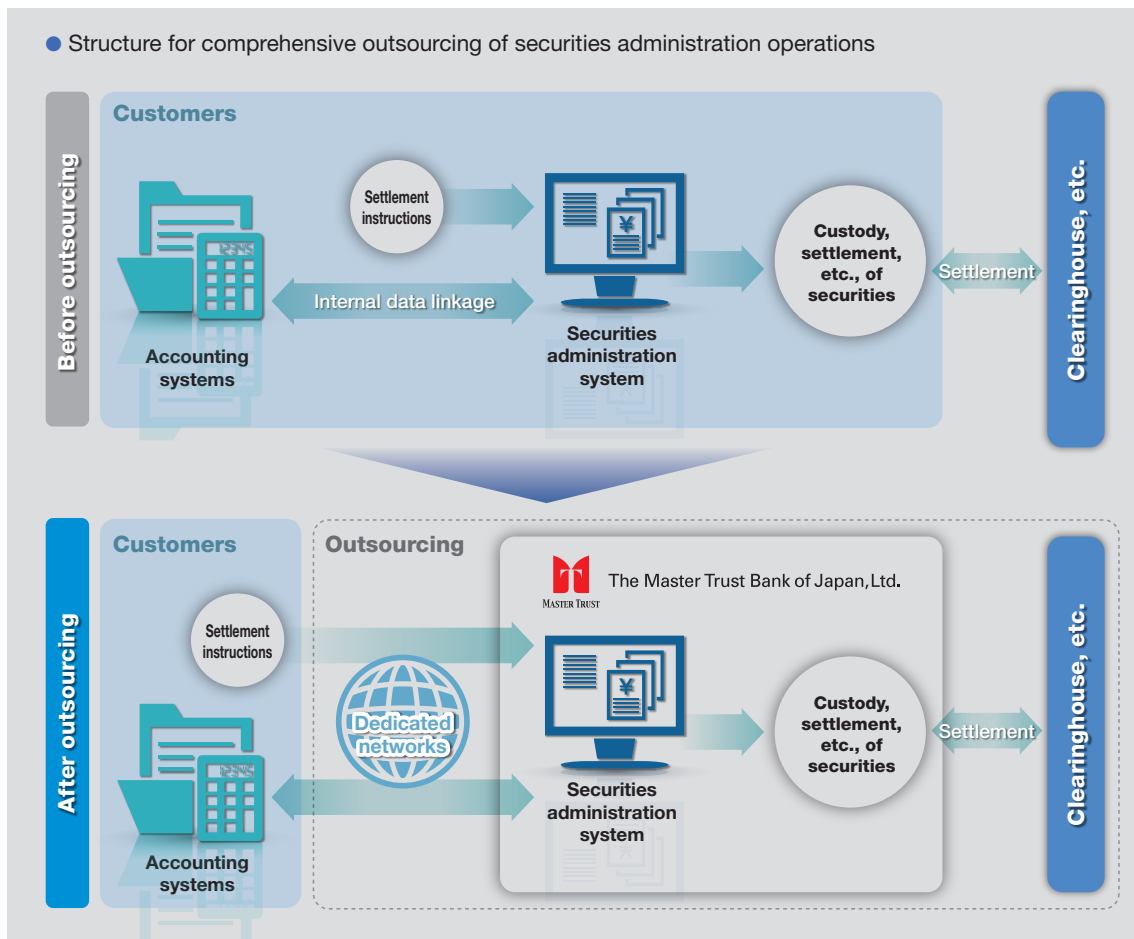 Structure for comprehensive outsourcing of securities administration operations
Before outsourcing
Customers
Settlement
instructions
¥
12345
Internal data linkage
Accounting
systems
Securities
administration
system
Custody,
settlement,
etc., of
securities
Settlement
Clearinghouse, etc.
After outsourcing
Customers
Outsourcing
MASTER TRUST
The Master Trust Bank of Japan, Ltd.
Settlement
instructions
Dedicated
networks
¥
12345
Accounting
systems
Securities
administration
system
Custody,
settlement,
etc., of
securities
Settlement
Clearinghouse, etc.